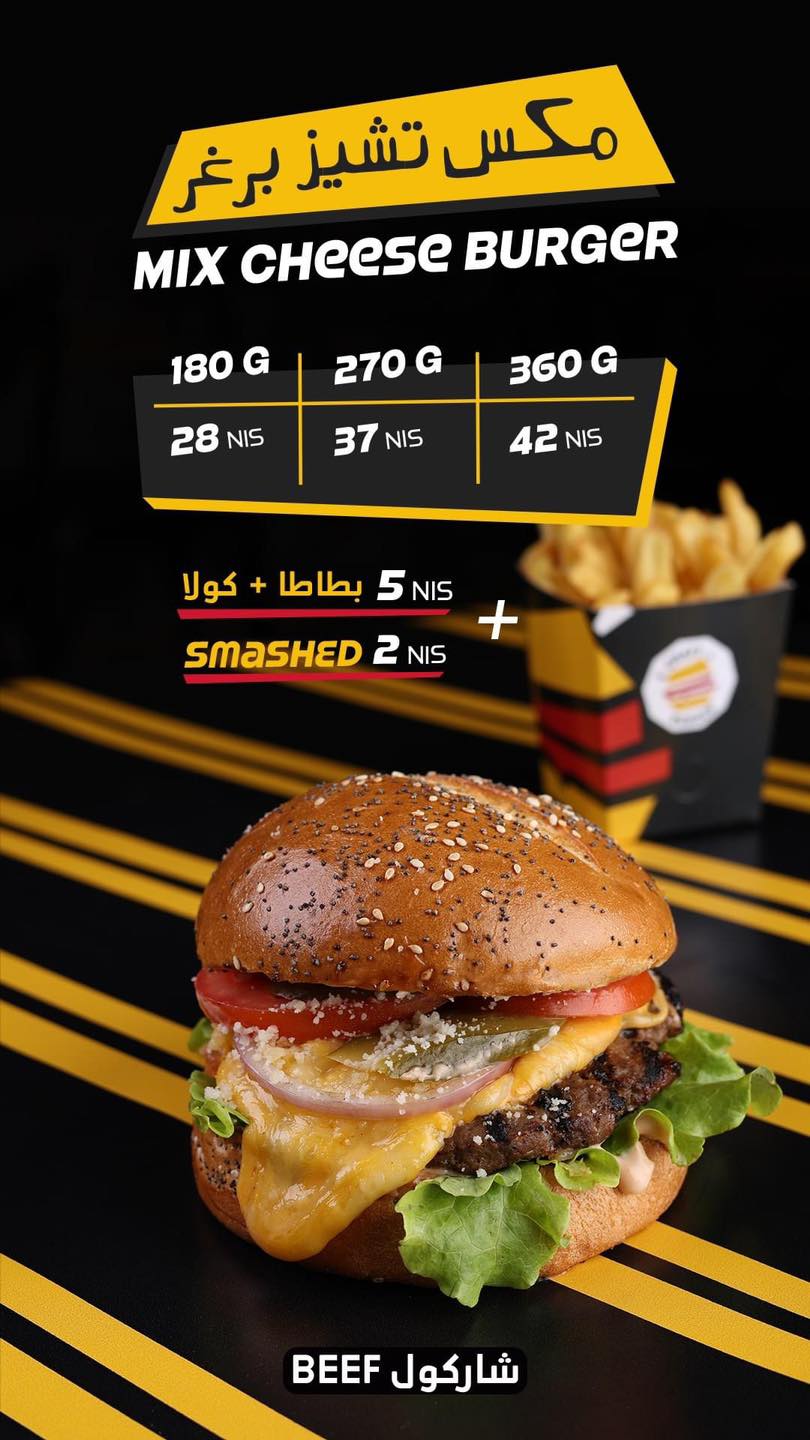 مكس تشيز برغر
MIX CHEESE BURGER
180 G 270 G 360 G
28 NIS 37 NIS 42 NIS
بطاطا + كولا 5 NIS
+
SMASHED 2 NIS
شاركول BEEF